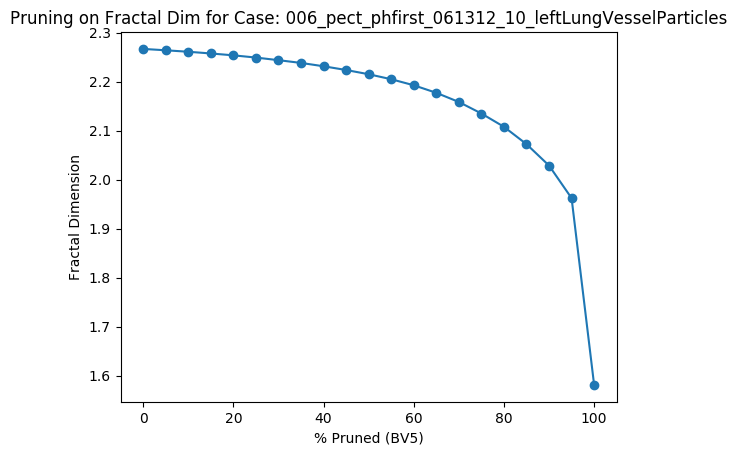 Pruning on Fractal Dim for Case: 006_pect_phfirst_061312_10_leftLungVesselParticles
2.3
2.2
2.1
2.0
1.9
1.8
1.7
1.6
Fractal Dimension
0 20 40 60 80 100
% Pruned (BV5)